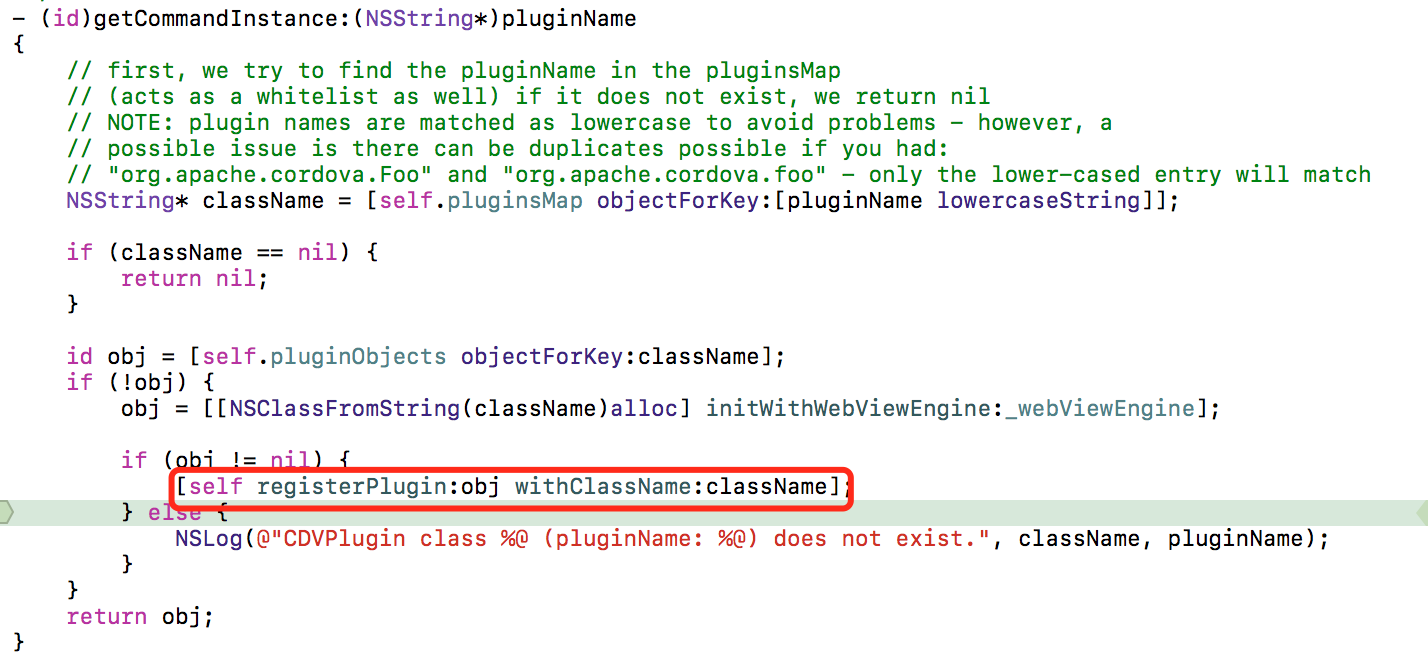 - (id)getCommandInstance:(NSString*)pluginName
{
    // first, we try to find the pluginName in the pluginsMap
    // (acts as a whitelist as well) if it does not exist, we return nil
    // NOTE: plugin names are matched as lowercase to avoid problems - however, a
    // possible issue is there can be duplicates possible if you had:
    // "org.apache.cordova.Foo" and "org.apache.cordova.foo" - only the lower-cased entry will match
    NSString* className = [self.pluginsMap objectForKey:[pluginName lowercaseString]];

    if (className == nil) {
        return nil;
    }

    id obj = [self.pluginObjects objectForKey:className];
    if (!obj) {
        obj = [[NSClassFromString(className)alloc] initWithWebViewEngine:_webViewEngine];

        if (obj != nil) {
            [self registerPlugin:obj withClassName:className];
        } else {
            NSLog(@"CDVPlugin class %@ (pluginName: %@) does not exist.", className, pluginName);
        }
    }
    return obj;
}